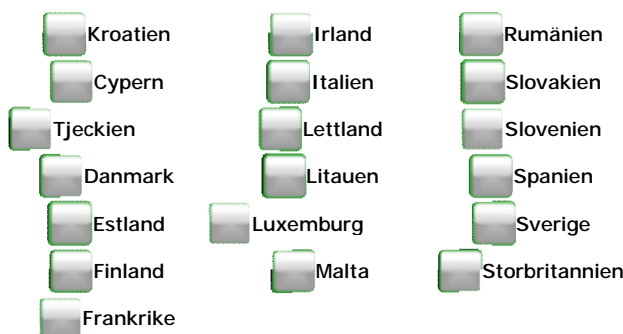 Kroatien Irland Rumänien
Cypern Italien Slovakien
Tjeckien Lettland Slovenien
Danmark Litauen Spanien
Estland Luxemburg Sverige
Finland Malta Storbritannien
Frankrike